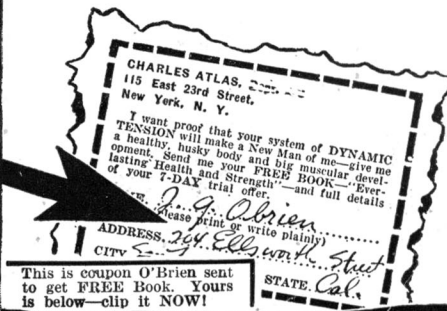 CHARLES ATLAS,
115 East 23rd Street,
New York, N. Y.
I want proof that your system of DYNAMIC
TENSION will make a New Man of me—give me
a healthy, husky body and big muscular devel-
opment. Send me your FREE BOOK—"Ever-
lasting Health and Strength"—and full details
of your 7-DAY trial offer.
J. G. Obrien
(Please print or write plainly)
ADDRESS. 204 Ellsworth Street
CITY
STATE. Cal.
This is coupon O'Brien sent
to get FREE Book. Yours
is below—clip it NOW!